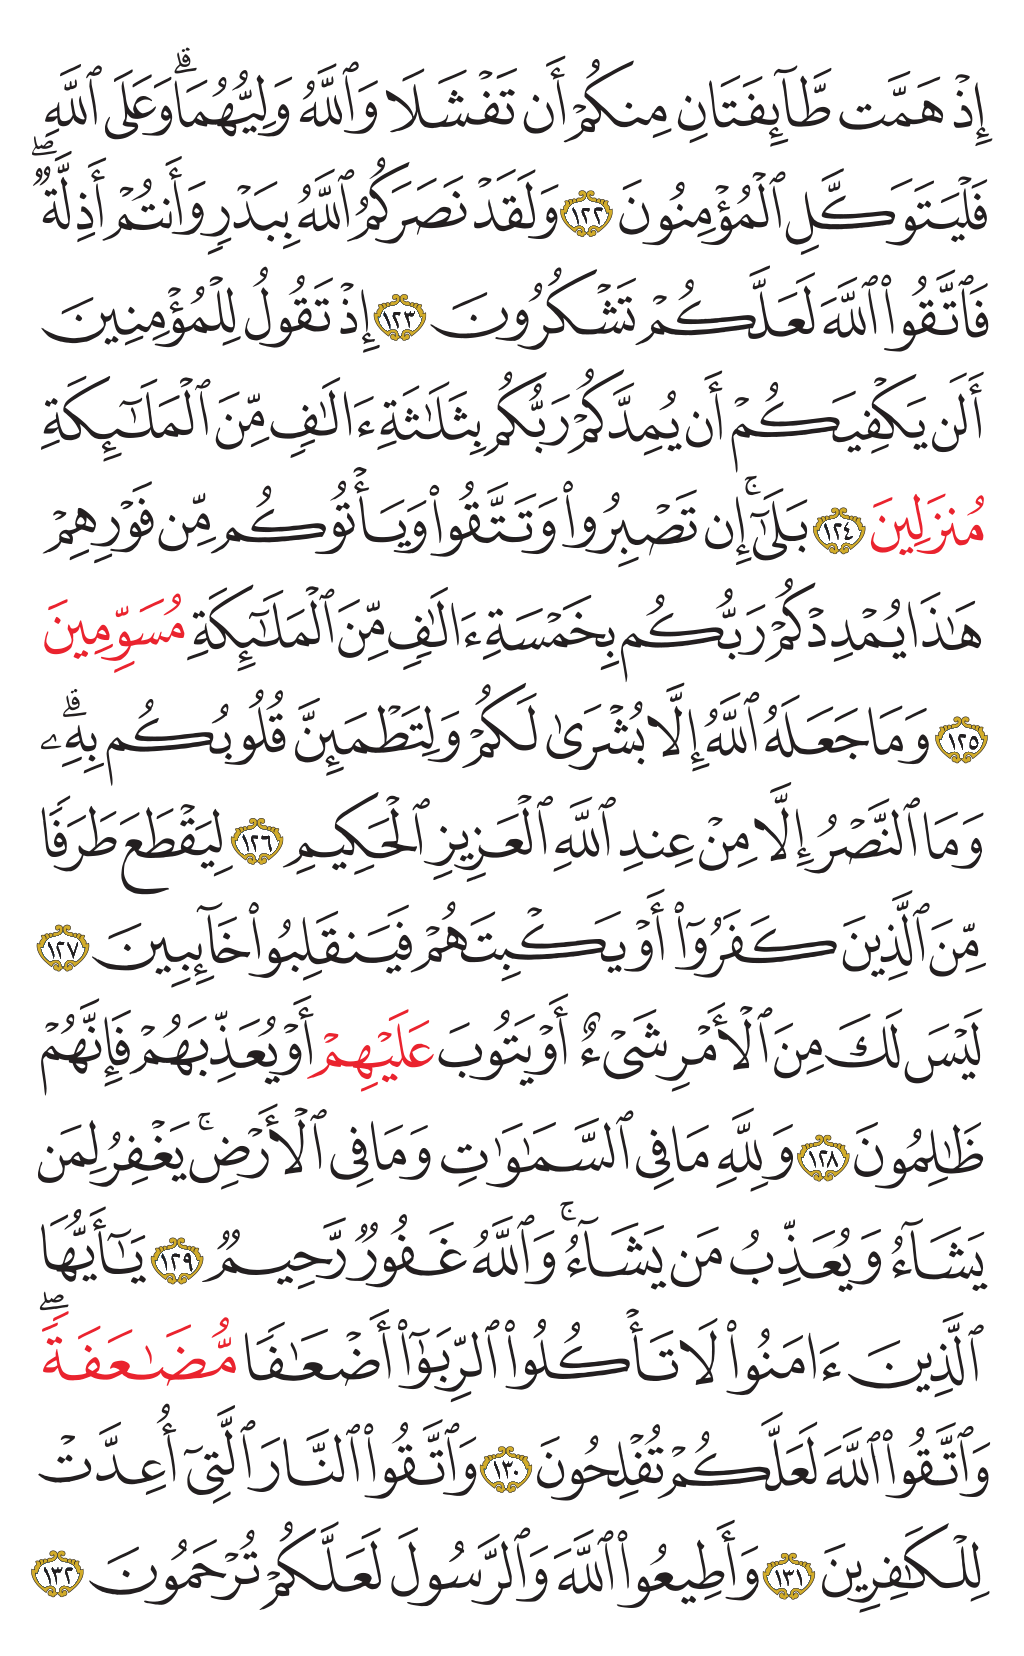 إِذۡ هَمَّت طَّآئِفَتَانِ مِنكُمۡ أَن تَفۡشَلَا وَٱللَّهُ وَلِيُّهُمَاۗ وَعَلَى ٱللَّهِ
فَلۡيَتَوَكَّلِ ٱلۡمُؤۡمِنُونَ ١٢٢ وَلَقَدۡ نَصَرَكُمُ ٱللَّهُ بِبَدۡرٖ وَأَنتُمۡ أَذِلَّةٞۖ
فَٱتَّقُواْ ٱللَّهَ لَعَلَّكُمۡ تَشۡكُرُونَ ١٢٣ إِذۡ تَقُولُ لِلۡمُؤۡمِنِينَ
أَلَن يَكۡفِيَكُمۡ أَن يُمِدَّكُمۡ رَبُّكُم بِثَلَٰثَةِ ءَالَٰفٖ مِّنَ ٱلۡمَلَٰٓئِكَةِ
مُنزَلِينَ ١٢٤ بَلَىٰٓۚ إِن تَصۡبِرُواْ وَتَتَّقُواْ وَيَأۡتُوكُم مِّن فَوۡرِهِمۡ
هَٰذَا يُمۡدِدۡكُمۡ رَبُّكُم بِخَمۡسَةِ ءَالَٰفٖ مِّنَ ٱلۡمَلَٰٓئِكَةِ مُسَوِّمِينَ
١٢٥ وَمَا جَعَلَهُ ٱللَّهُ إِلَّا بُشۡرَىٰ لَكُمۡ وَلِتَطۡمَئِنَّ قُلُوبُكُم بِهِۦۗ
وَمَا ٱلنَّصۡرُ إِلَّا مِنۡ عِندِ ٱللَّهِ ٱلۡعَزِيزِ ٱلۡحَكِيمِ ١٢٦ لِيَقۡطَعَ طَرَفٗا
مِّنَ ٱلَّذِينَ كَفَرُوٓاْ أَوۡ يَكۡبِتَهُمۡ فَيَنقَلِبُواْ خَآئِبِينَ ١٢٧
لَيۡسَ لَكَ مِنَ ٱلۡأَمۡرِ شَيۡءٌ أَوۡ يَتُوبَ عَلَيۡهِمۡ أَوۡ يُعَذِّبَهُمۡ فَإِنَّهُمۡ
ظَٰلِمُونَ ١٢٨ وَلِلَّهِ مَا فِي ٱلسَّمَٰوَٰتِ وَمَا فِي ٱلۡأَرۡضِۚ يَغۡفِرُ لِمَن
يَشَآءُ وَيُعَذِّبُ مَن يَشَآءُۚ وَٱللَّهُ غَفُورٞ رَّحِيمٞ ١٢٩ يَٰٓأَيُّهَا
ٱلَّذِينَ ءَامَنُواْ لَا تَأۡكُلُواْ ٱلرِّبَوٰٓاْ أَضۡعَٰفٗا مُّضَٰعَفَةٗۖ
وَٱتَّقُواْ ٱللَّهَ لَعَلَّكُمۡ تُفۡلِحُونَ ١٣٠ وَٱتَّقُواْ ٱلنَّارَ ٱلَّتِيٓ أُعِدَّتۡ
لِلۡكَٰفِرِينَ ١٣١ وَأَطِيعُواْ ٱللَّهَ وَٱلرَّسُولَ لَعَلَّكُمۡ تُرۡحَمُونَ ١٣٢